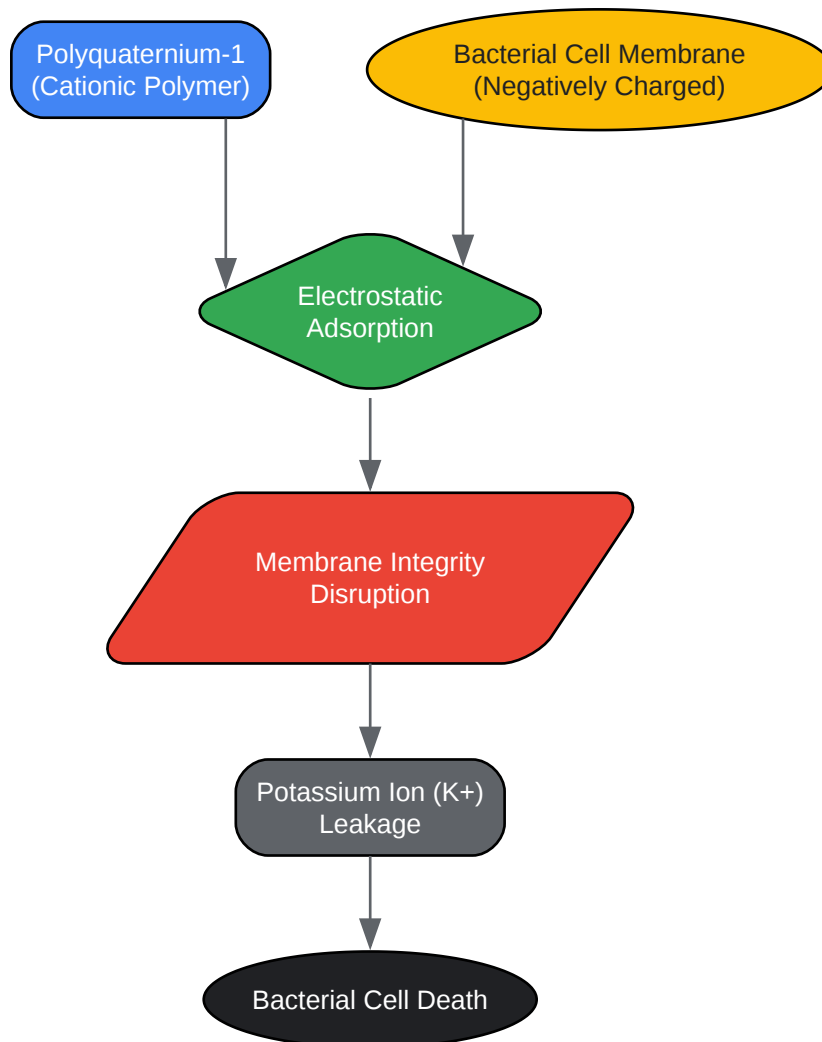 Polyquaternium-1
(Cationic Polymer)
Bacterial Cell Membrane
(Negatively Charged)
Electrostatic
Adsorption
Membrane Integrity
Disruption
Potassium Ion (K+)
Leakage
Bacterial Cell Death